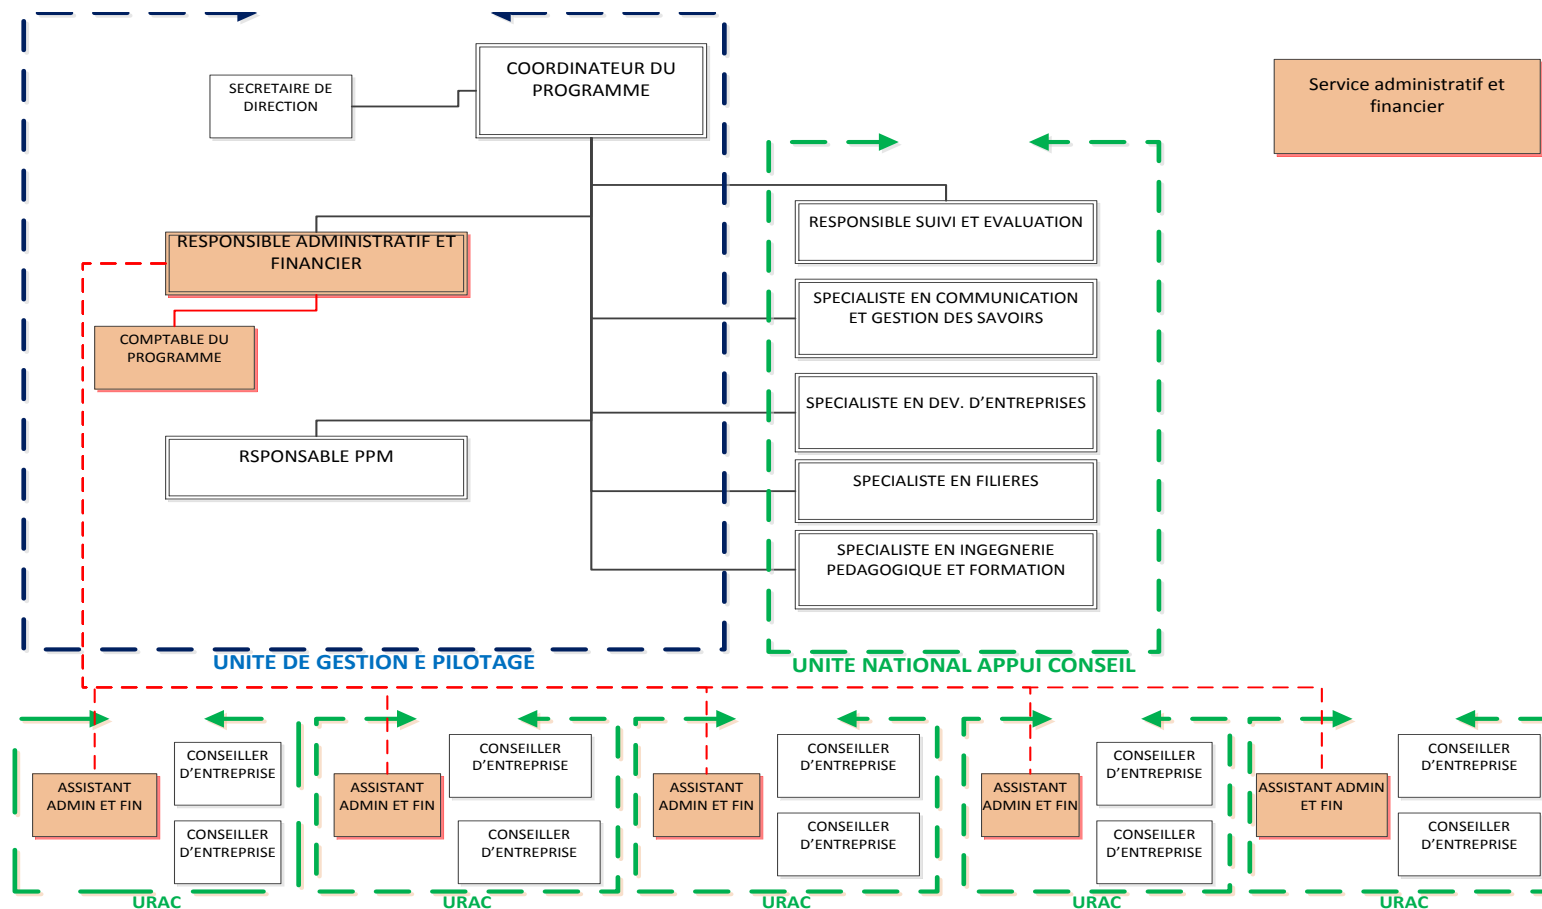 COORDINATEUR DU
PROGRAMME
SECRETAIRE DE
DIRECTION
Service administratif et
financier
RESPONSIBLE SUIVI ET EVALUATION
RESPONSIBLE ADMINISTRATIF ET
FINANCIER
SPECIALISTE EN COMMUNICATION
ET GESTION DES SAVOIRS
COMPTABLE DU
PROGRAMME
SPECIALISTE EN DEV. D’ENTREPRISES
RSPONSABLE PPM
SPECIALISTE EN FILIERES
SPECIALISTE EN INGEGNERIE
PEDAGOGIQUE ET FORMATION
UNITE DE GESTION E PILOTAGE
UNITE NATIONAL APPUI CONSEIL
ASSISTANT
ADMIN ET FIN
CONSEILLER
D’ENTREPRISE
CONSEILLER
D’ENTREPRISE
URAC
ASSISTANT
ADMIN ET FIN
CONSEILLER
D’ENTREPRISE
CONSEILLER
D’ENTREPRISE
URAC
ASSISTANT
ADMIN ET FIN
CONSEILLER
D’ENTREPRISE
CONSEILLER
D’ENTREPRISE
URAC
ASSISTANT
ADMIN ET FIN
CONSEILLER
D’ENTREPRISE
CONSEILLER
D’ENTREPRISE
URAC
ASSISTANT ADMIN
ET FIN
CONSEILLER
D’ENTREPRISE
CONSEILLER
D’ENTREPRISE
URAC